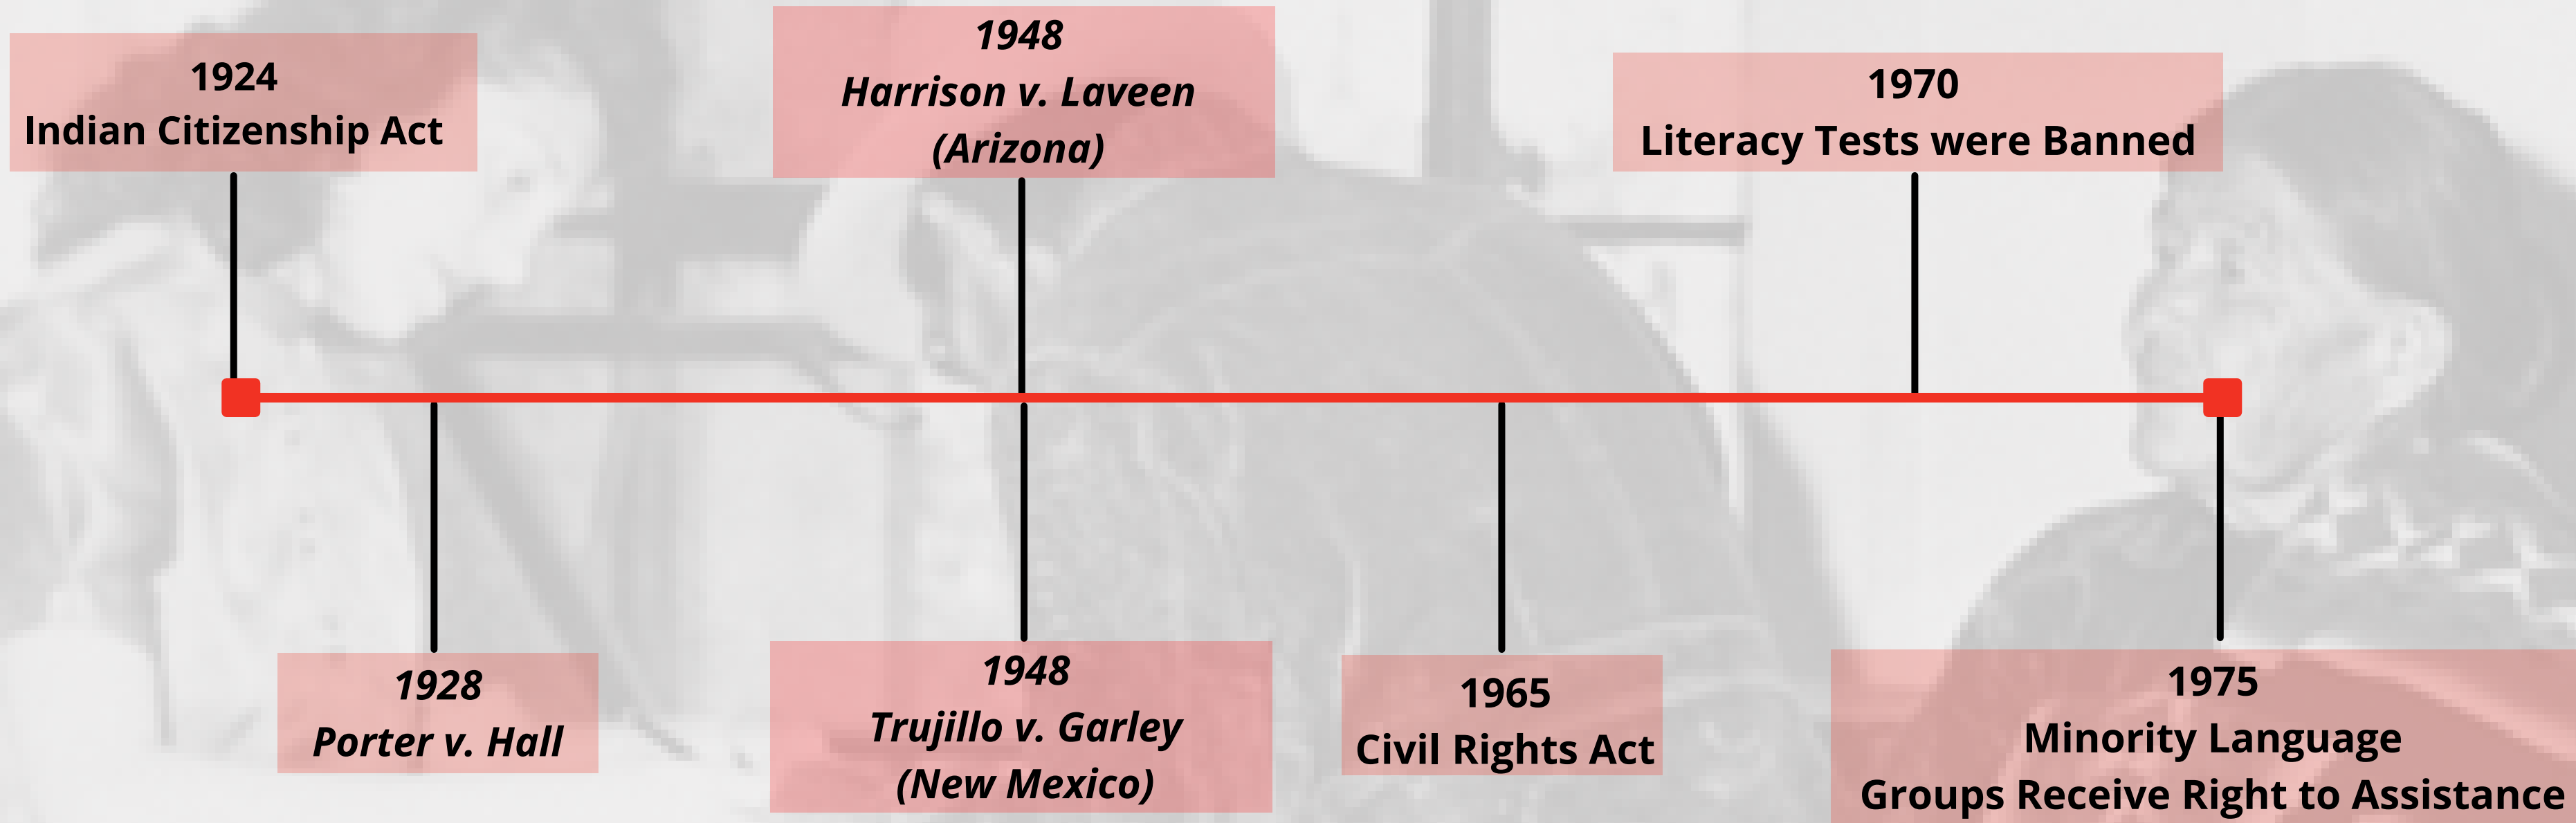 1924
Indian Citizenship Act
1928
Porter v. Hall
1948
Harrison v. Laveen
(Arizona)
1948
Trujillo v. Garley
(New Mexico)
1965
Civil Rights Act
1970
Literacy Tests were Banned
1975
Minority Language
Groups Receive Right to Assistance